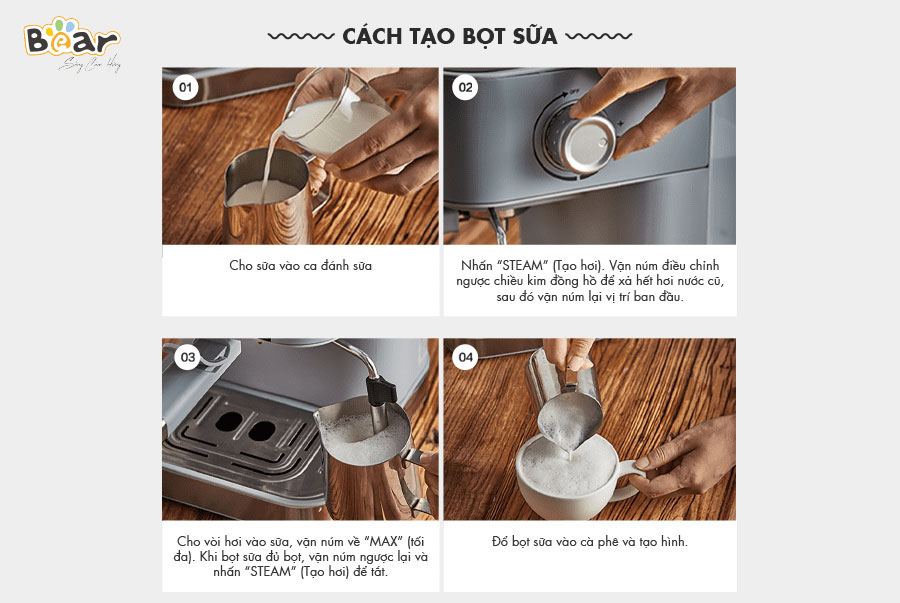 Bear
Sống Cân Bằng
CÁCH TẠO BỌT SỮA
01
Cho sữa vào ca đánh sữa
02
OFF
+
Nhấn “STEAM” (Tạo hơi). Vặn núm điều chỉnh
ngược chiều kim đồng hồ để xả hết hơi nước cũ,
sau đó vặn núm lại vị trí ban đầu.
03
Cho vòi hơi vào sữa, vặn núm về “MAX” (tối
đa). Khi bọt sữa đủ bọt, vặn núm ngược lại và
nhấn “STEAM” (Tạo hơi) để tắt.
04
Đổ bọt sữa vào cà phê và tạo hình.